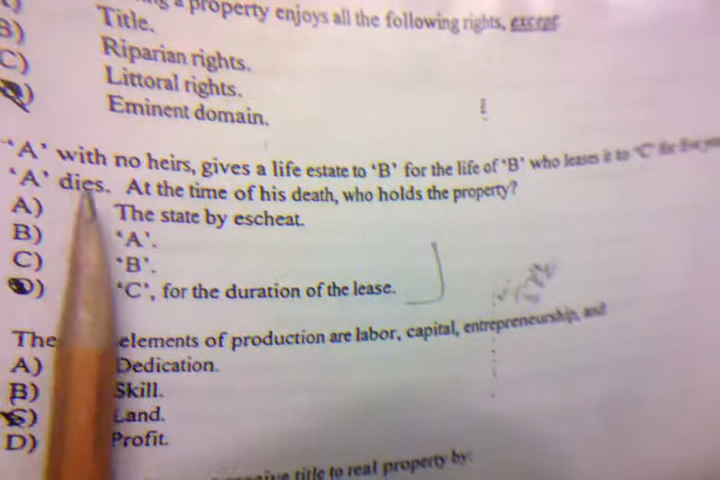 a property enjoys all the following rights, except
B) Title.
C) Riparian rights.
Littoral rights.
Eminent domain.
'A' with no heirs, gives a life estate to 'B' for the life of 'B' who leases it to 'C' for five
'A' dies. At the time of his death, who holds the property?
A) The state by escheat.
B) 'A'.
C) 'B'.
D) 'C', for the duration of the lease.
The elements of production are labor, capital, entrepreneurship, and
A) Dedication.
B) Skill.
C) Land.
D) Profit.
title to real property by: